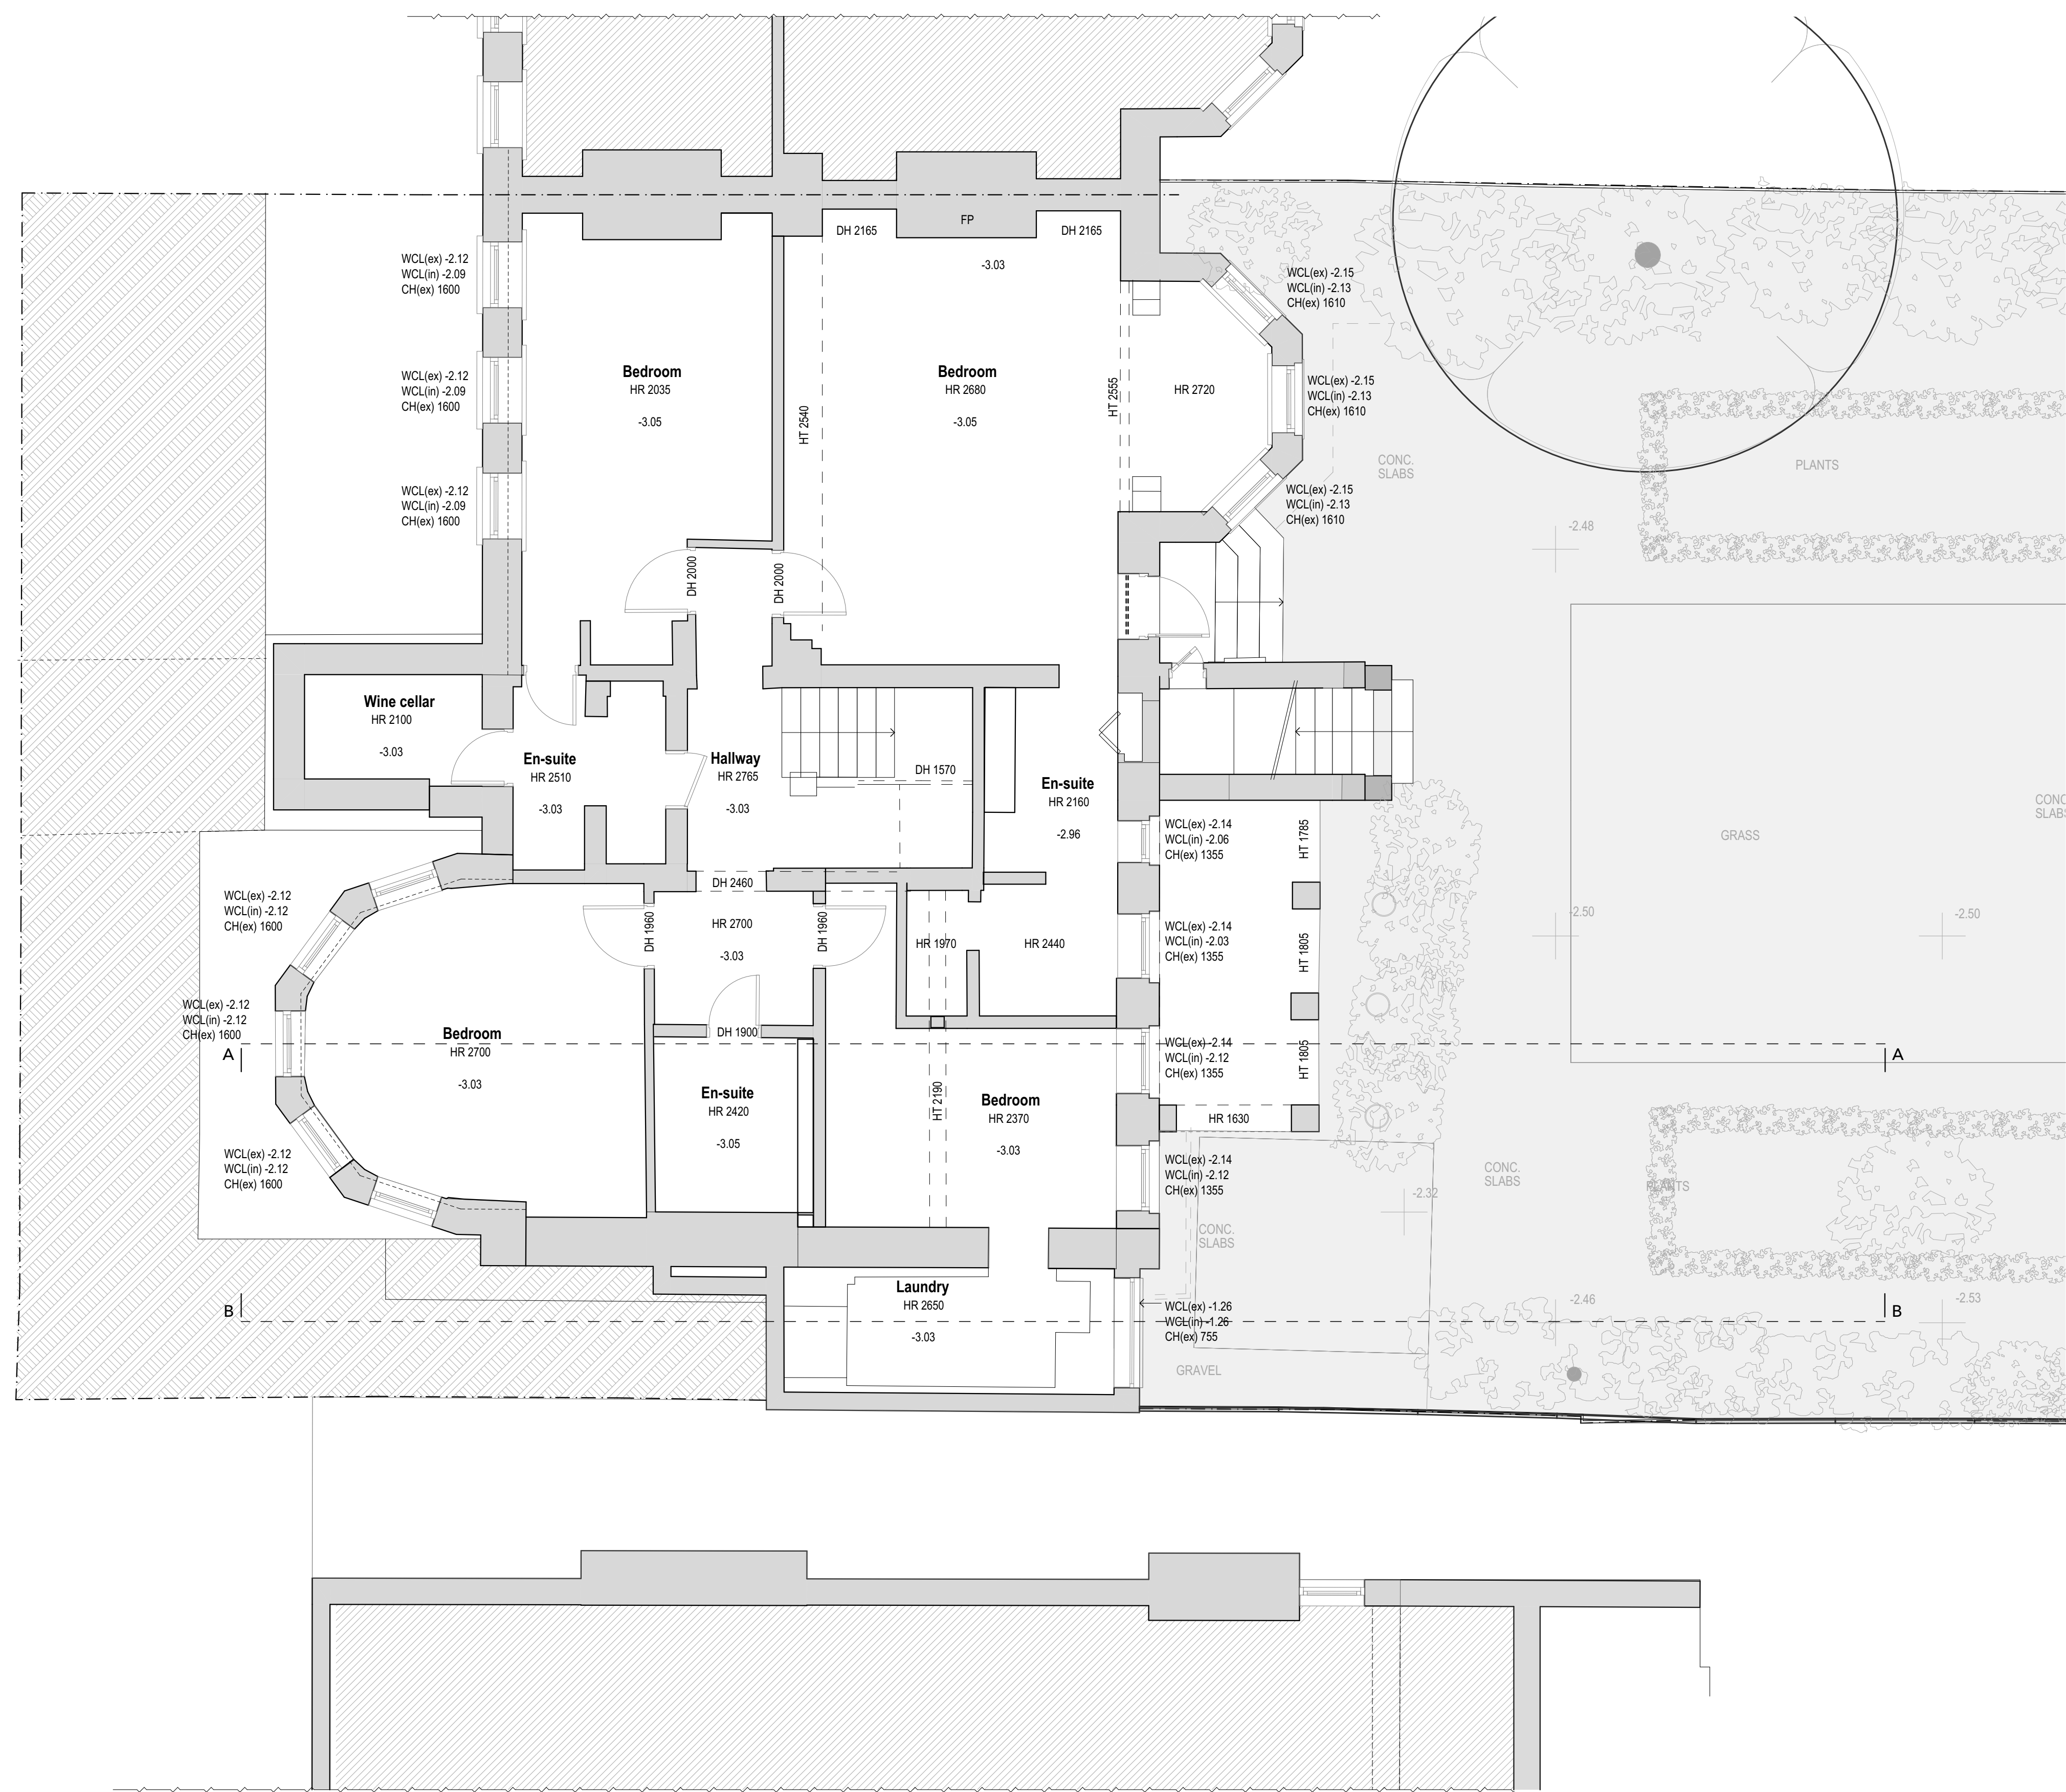 FP
DH 2165
DH 2165
-3.03
WCL(ex) -2.12
WCL(in) -2.09
CH(ex) 1600
WCL(ex) -2.15
WCL(in) -2.13
CH(ex) 1610
WCL(ex) -2.12
WCL(in) -2.09
CH(ex) 1600
Bedroom
HR 2035
-3.05
HT 2540
Bedroom
HR 2680
-3.05
HT 2555
HR 2720
WCL(ex) -2.15
WCL(in) -2.13
CH(ex) 1610
CONC.
SLABS
PLANTS
WCL(ex) -2.12
WCL(in) -2.09
CH(ex) 1600
WCL(ex) -2.15
WCL(in) -2.13
CH(ex) 1610
-2.48
DH 2000
DH 2000
Wine cellar
HR 2100
-3.03
En-suite
HR 2510
-3.03
Hallway
HR 2765
-3.03
DH 1570
En-suite
HR 2160
-2.96
WCL(ex) -2.14
WCL(in) -2.06
CH(ex) 1355
HT 1785
GRASS
CONC
SLABS
WCL(ex) -2.12
WCL(in) -2.12
CH(ex) 1600
DH 2460
DH 1960
HR 2700
-3.03
DH 1960
HR 1970
HR 2440
WCL(ex) -2.14
WCL(in) -2.03
CH(ex) 1355
HT 1805
-2.50
-2.50
WCL(ex) -2.12
WCL(in) -2.12
CH(ex) 1600
A
Bedroom
HR 2700
-3.03
DH 1900
WCL(ex) -2.14
WCL(in) -2.12
CH(ex) 1355
HT 1805
A
En-suite
HR 2420
-3.05
HT 2190
Bedroom
HR 2370
-3.03
HR 1630
WCL(ex) -2.12
WCL(in) -2.12
CH(ex) 1600
WCL(ex) -2.14
WCL(in) -2.12
CH(ex) 1355
-2.32
CONC.
SLABS
PLANTS
CONC.
SLABS
B
Laundry
HR 2650
-3.03
WCL(ex) -1.26
WCL(in) -1.26
CH(ex) 755
-2.46
-2.53
B
GRAVEL